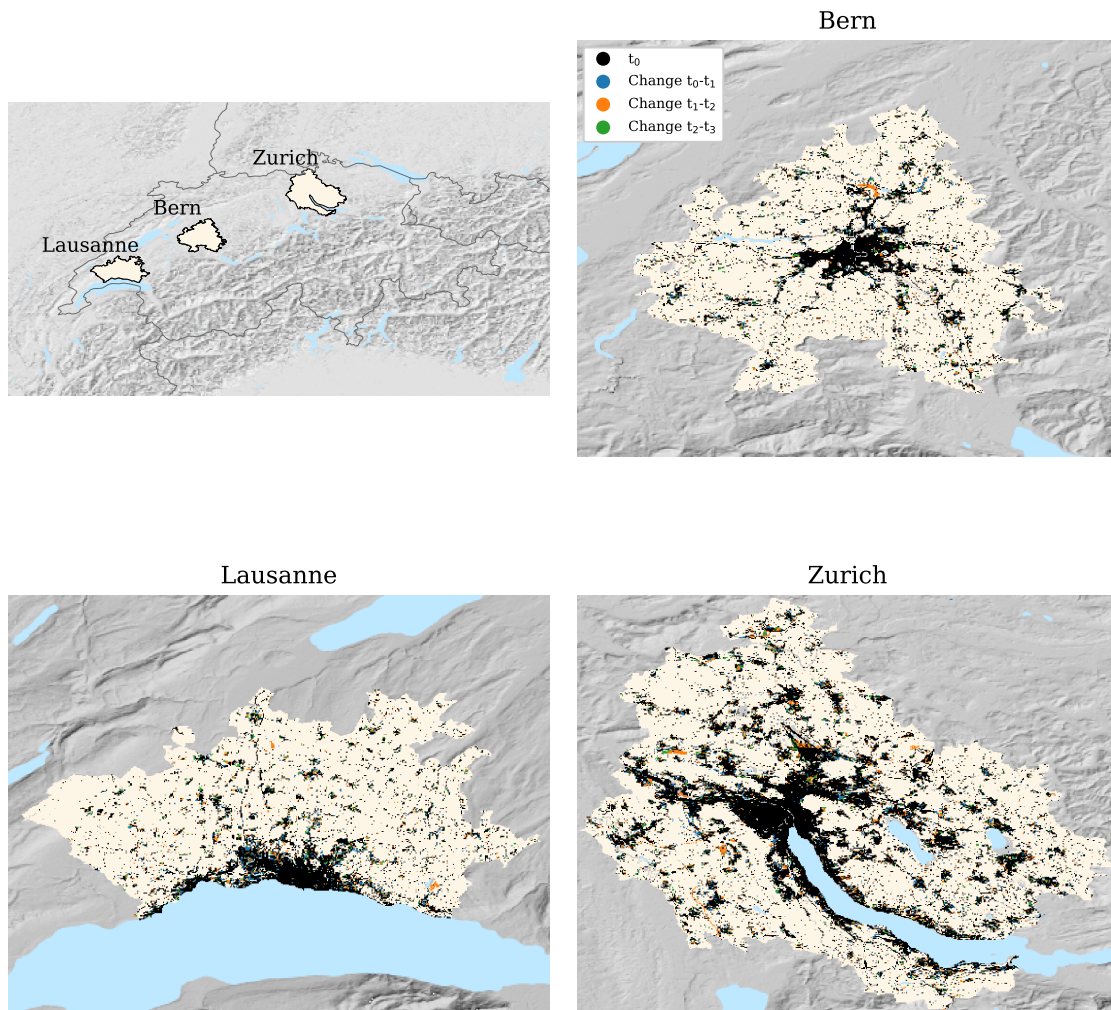 Bern
t₀
Change t₀-t₁
Change t₁-t₂
Change t₂-t₃
Zurich
Bern
Lausanne
Lausanne
Zurich